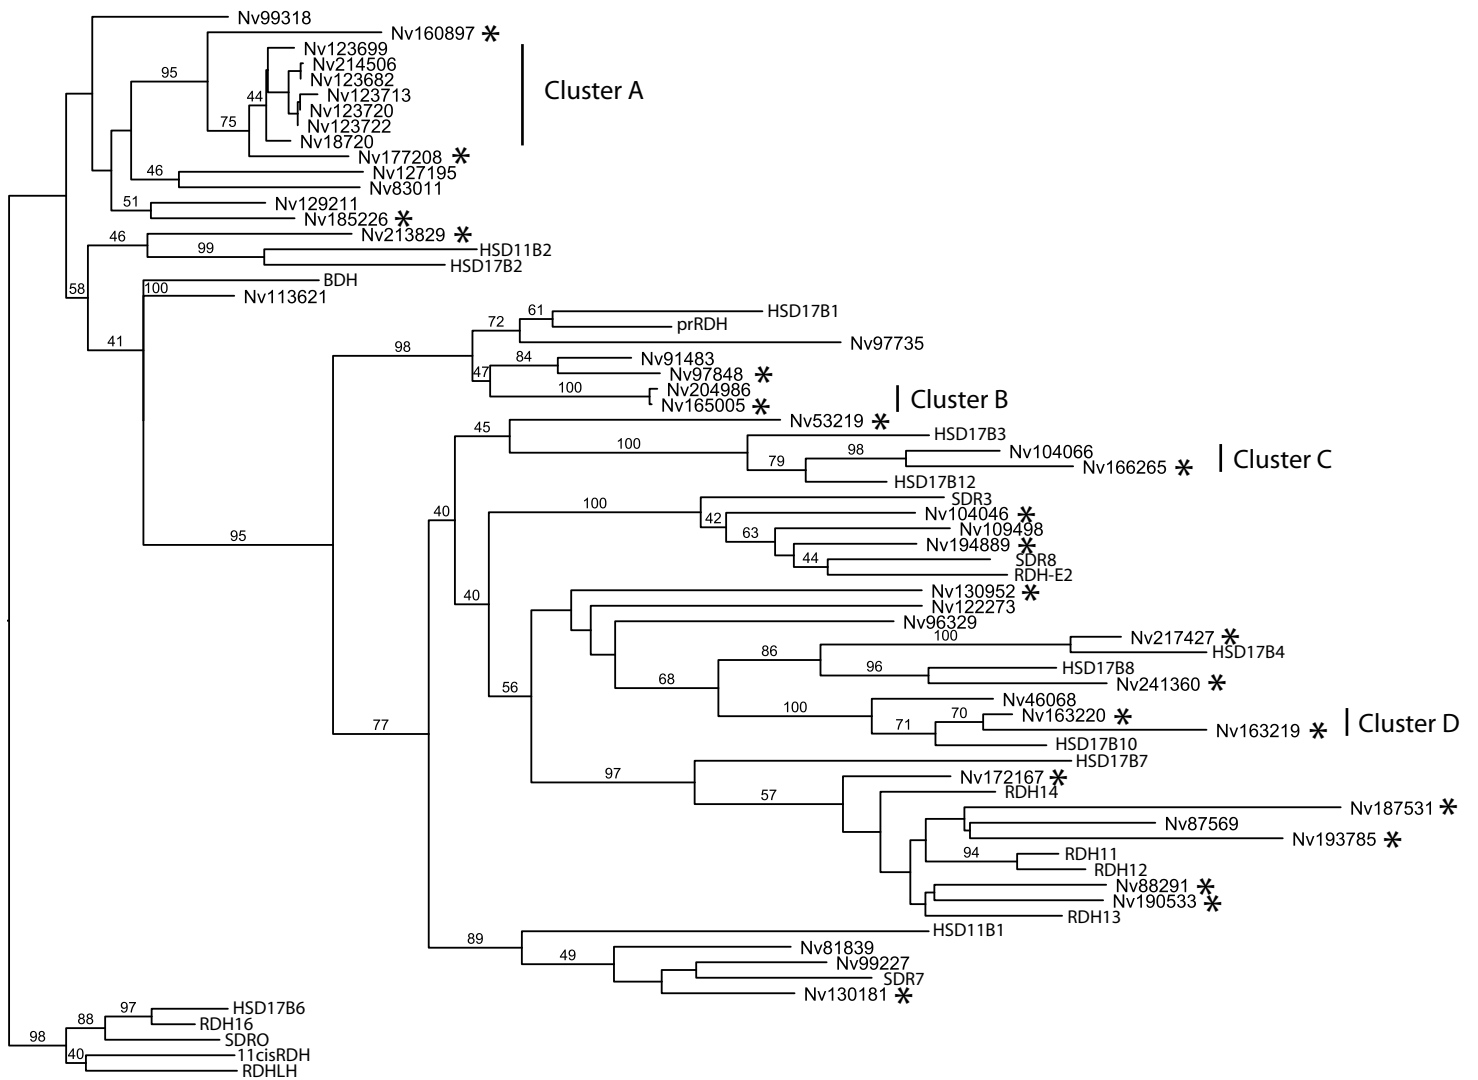 Nv99318
Nv160897 *
Nv123699
Nv214506
95
Nv123682
Cluster A
Nv123713
44
Nv123720
75
Nv123722
Nv18720
Nv177208 *
46
Nv127195
Nv83011
51
Nv129211
Nv185226 *
46
Nv213829 *
99
HSD11B2
HSD17B2
58
100
BDH
Nv113621
61
HSD17B1
72
prRDH
41
98
Nv97735
84
Nv91483
47
Nv97848 *
100
Nv204986
Cluster B
Nv165005 *
45
Nv53219 *
100
HSD17B3
98
Nv104066
79
Nv166265 *
Cluster C
HSD17B12
100
SDR3
40
42
Nv104046 *
63
Nv109498
95
Nv194889 *
44
SDR8
RDH-E2
40
Nv130952 *
Nv122273
Nv96329
100
Nv217427 *
86
HSD17B4
96
HSD17B8
56
68
Nv241360 *
100
Nv46068
70
Nv163220 *
77
71
Nv163219 *
Cluster D
HSD17B10
97
HSD17B7
Nv172167 *
57
RDH14
Nv187531 *
Nv87569
Nv193785 *
94
RDH11
RDH12
Nv88291 *
Nv190533 *
RDH13
89
HSD11B1
49
Nv81839
Nv99227
SDR7
Nv130181 *
97
HSD17B6
88
RDH16
98
SDRO
40
11cisRDH
RDHLH